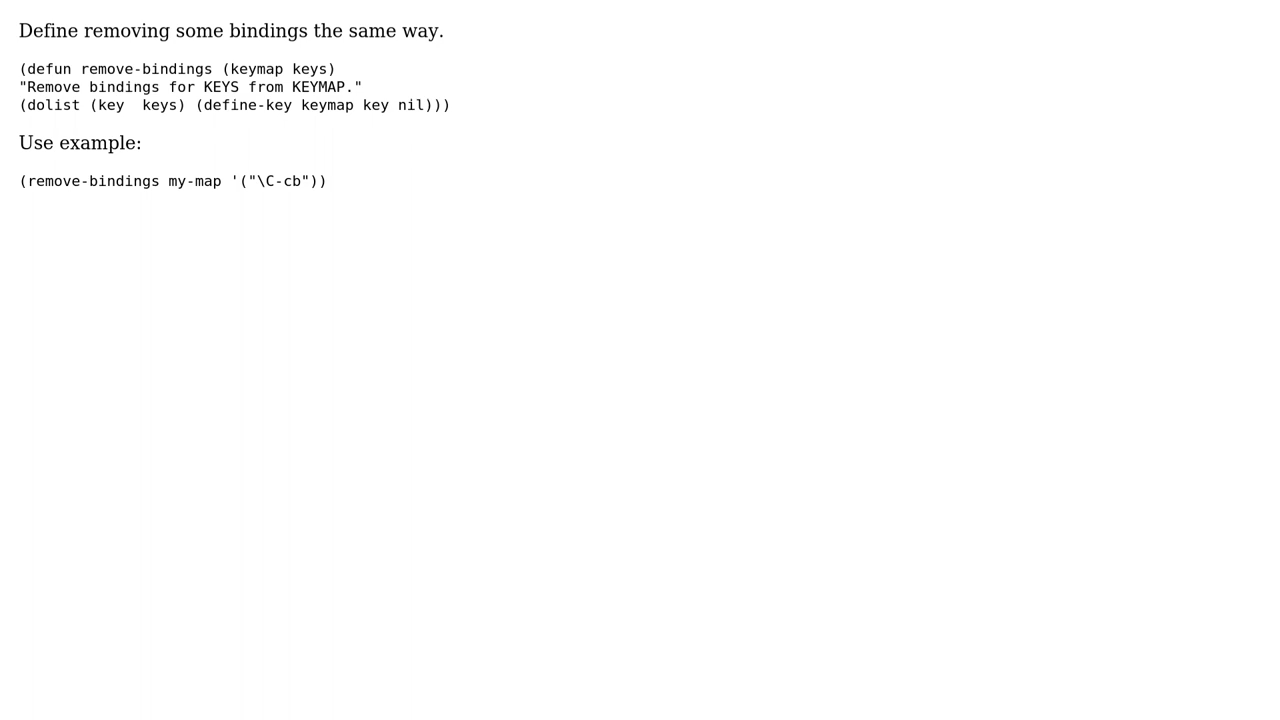 Define removing some bindings the same way.
(defun remove-bindings (keymap keys)
"Remove bindings for KEYS from KEYMAP."
(dolist (key  keys) (define-key keymap key nil)))
Use example:
(remove-bindings my-map '("\C-cb"))